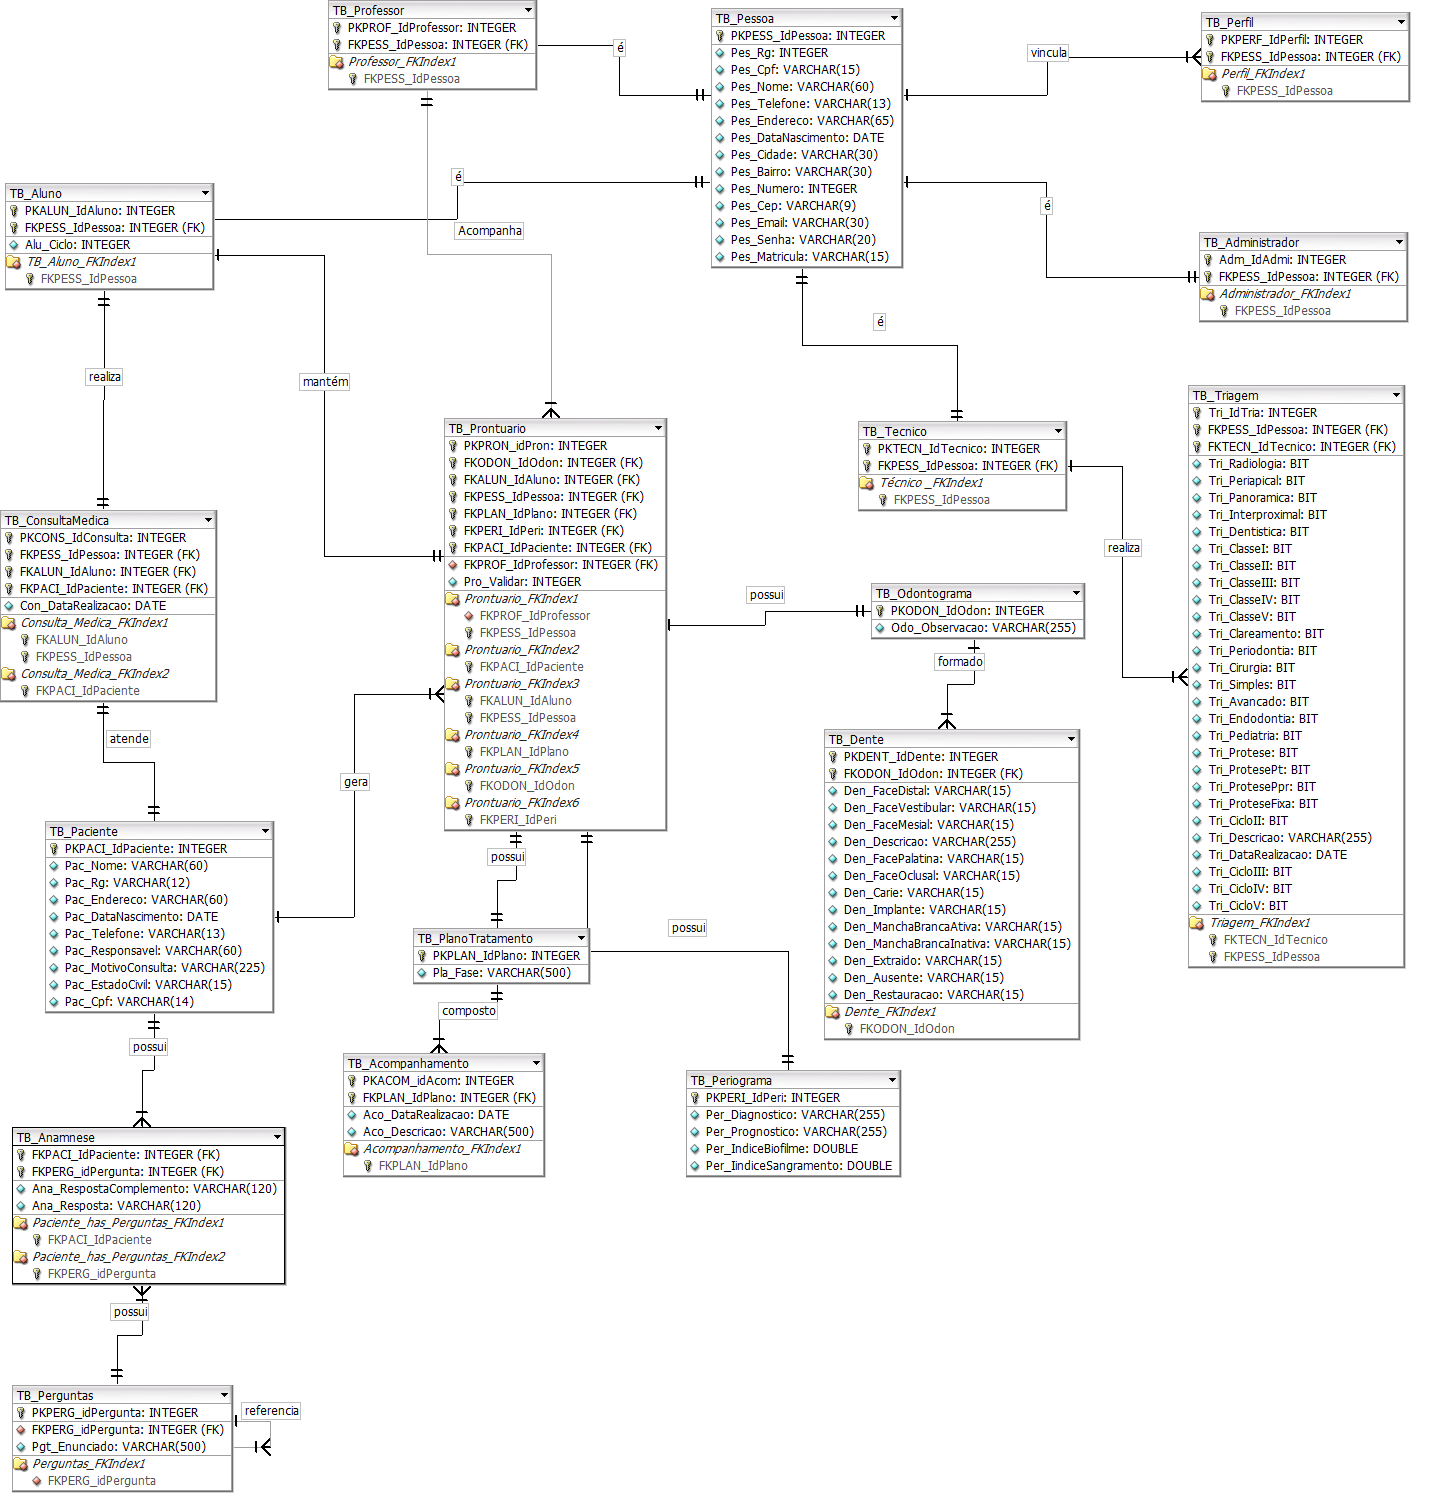 TB_Professor
PKPROF_IdProfessor: INTEGER
FKPESS_IdPessoa: INTEGER (FK)
Professor_FKIndex1
FKPESS_IdPessoa
é
TB_Pessoa
PKPESS_IdPessoa: INTEGER
Pes_Rg: INTEGER
Pes_Cpf: VARCHAR(15)
Pes_Nome: VARCHAR(60)
Pes_Telefone: VARCHAR(13)
Pes_Endereco: VARCHAR(65)
Pes_DataNascimento: DATE
Pes_Cidade: VARCHAR(30)
Pes_Bairro: VARCHAR(30)
Pes_Numero: INTEGER
Pes_Cep: VARCHAR(9)
Pes_Email: VARCHAR(30)
Pes_Senha: VARCHAR(20)
Pes_Matricula: VARCHAR(15)
vincula
TB_Perfil
PKPERF_IdPerfil: INTEGER
FKPESS_IdPessoa: INTEGER (FK)
Perfil_FKIndex1
FKPESS_IdPessoa
TB_Aluno
PKALUN_IdAluno: INTEGER
FKPESS_IdPessoa: INTEGER (FK)
Alu_Ciclo: INTEGER
TB_Aluno_FKIndex1
FKPESS_IdPessoa
é
Acompanha
é
TB_Administrador
Adm_IdAdmi: INTEGER
FKPESS_IdPessoa: INTEGER (FK)
Administrador_FKIndex1
FKPESS_IdPessoa
é
realiza
mantém
TB_Prontuario
PKPRON_idPron: INTEGER
FKODON_IdOdon: INTEGER (FK)
FKALUN_IdAluno: INTEGER (FK)
FKPESS_IdPessoa: INTEGER (FK)
FKPLAN_IdPlano: INTEGER (FK)
FKPERI_IdPeri: INTEGER (FK)
FKPACI_IdPaciente: INTEGER (FK)
FKPROF_IdProfessor: INTEGER (FK)
Pro_Validar: INTEGER
Prontuario_FKIndex1
FKPROF_IdProfessor
FKPESS_IdPessoa
Prontuario_FKIndex2
FKPACI_IdPaciente
Prontuario_FKIndex3
FKALUN_IdAluno
FKPESS_IdPessoa
Prontuario_FKIndex4
FKPLAN_IdPlano
Prontuario_FKIndex5
FKODON_IdOdon
Prontuario_FKIndex6
FKPERI_IdPeri
TB_Tecnico
PKTECN_IdTecnico: INTEGER
FKPESS_IdPessoa: INTEGER (FK)
Técnico _FKIndex1
FKPESS_IdPessoa
realiza
TB_Triagem
Tri_IdTria: INTEGER
FKPESS_IdPessoa: INTEGER (FK)
FKTECN_IdTecnico: INTEGER (FK)
Tri_Radiologia: BIT
Tri_Periapical: BIT
Tri_Panoramica: BIT
Tri_Interproximal: BIT
Tri_Dentistica: BIT
Tri_ClasseI: BIT
Tri_ClasseII: BIT
Tri_ClasseIII: BIT
Tri_ClasseIV: BIT
Tri_ClasseV: BIT
Tri_Clareamento: BIT
Tri_Periodontia: BIT
Tri_Cirurgia: BIT
Tri_Simples: BIT
Tri_Avancado: BIT
Tri_Endodontia: BIT
Tri_Pediatria: BIT
Tri_Protese: BIT
Tri_ProtesePt: BIT
Tri_ProtesePpr: BIT
Tri_ProteseFixa: BIT
Tri_CicloII: BIT
Tri_Descricao: VARCHAR(255)
Tri_DataRealizacao: DATE
Tri_CicloIII: BIT
Tri_CicloIV: BIT
Tri_CicloV: BIT
Triagem_FKIndex1
FKTECN_IdTecnico
FKPESS_IdPessoa
TB_ConsultaMedica
PKCONS_IdConsulta: INTEGER
FKPESS_IdPessoa: INTEGER (FK)
FKALUN_IdAluno: INTEGER (FK)
FKPACI_IdPaciente: INTEGER (FK)
Con_DataRealizacao: DATE
Consulta_Medica_FKIndex1
FKALUN_IdAluno
FKPESS_IdPessoa
Consulta_Medica_FKIndex2
FKPACI_IdPaciente
possui
TB_Odontograma
PKODON_IdOdon: INTEGER
Odo_Observacao: VARCHAR(255)
formado
TB_Dente
PKDENT_IdDente: INTEGER
FKODON_IdOdon: INTEGER (FK)
Den_FaceDistal: VARCHAR(15)
Den_FaceVestibular: VARCHAR(15)
Den_FaceMesial: VARCHAR(15)
Den_Descricao: VARCHAR(255)
Den_FacePalatina: VARCHAR(15)
Den_FaceOclusal: VARCHAR(15)
Den_Carie: VARCHAR(15)
Den_Implante: VARCHAR(15)
Den_ManchaBrancaAtiva: VARCHAR(15)
Den_ManchaBrancaInativa: VARCHAR(15)
Den_Extraido: VARCHAR(15)
Den_Ausente: VARCHAR(15)
Den_Restauracao: VARCHAR(15)
Dente_FKIndex1
FKODON_IdOdon
atende
gera
TB_Paciente
PKPACI_IdPaciente: INTEGER
Pac_Nome: VARCHAR(60)
Pac_Rg: VARCHAR(12)
Pac_Endereco: VARCHAR(60)
Pac_DataNascimento: DATE
Pac_Telefone: VARCHAR(13)
Pac_Responsavel: VARCHAR(60)
Pac_MotivoConsulta: VARCHAR(225)
Pac_EstadoCivil: VARCHAR(15)
Pac_Cpf: VARCHAR(14)
possui
possui
TB_PlanoTratamento
PKPLAN_IdPlano: INTEGER
Pla_Fase: VARCHAR(500)
composto
TB_Acompanhamento
PKACOM_idAcom: INTEGER
FKPLAN_IdPlano: INTEGER (FK)
Aco_DataRealizacao: DATE
Aco_Descricao: VARCHAR(500)
Acompanhamento_FKIndex1
FKPLAN_IdPlano
possui
TB_Periograma
PKPERI_IdPeri: INTEGER
Per_Diagnostico: VARCHAR(255)
Per_Prognostico: VARCHAR(255)
Per_IndiceBiofilme: DOUBLE
Per_IindiceSangramento: DOUBLE
TB_Anamnese
FKPACI_IdPaciente: INTEGER (FK)
FKPERG_idPergunta: INTEGER (FK)
Ana_RespostaComplemento: VARCHAR(120)
Ana_Resposta: VARCHAR(120)
Paciente_has_Perguntas_FKIndex1
FKPACI_IdPaciente
Paciente_has_Perguntas_FKIndex2
FKPERG_idPergunta
possui
TB_Perguntas
PKPERG_idPergunta: INTEGER
FKPERG_idPergunta: INTEGER (FK)
Pgt_Enunciado: VARCHAR(500)
Perguntas_FKIndex1
FKPERG_idPergunta
referencia